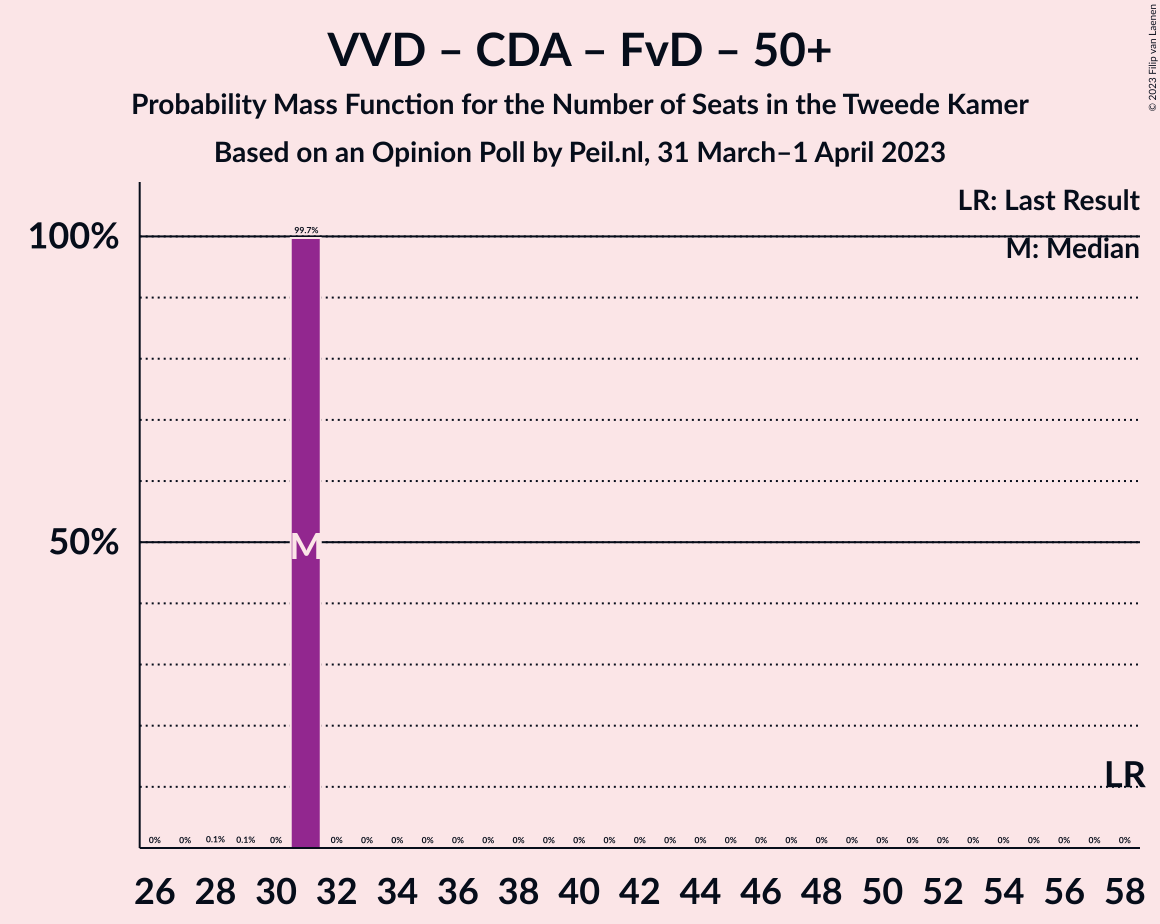 VVD – CDA – FvD – 50+
Probability Mass Function for the Number of Seats in the Tweede Kamer
Based on an Opinion Poll by Peil.nl, 31 March–1 April 2023
© 2023 Filip van Laenen
LR: Last Result
M: Median
100%
99.7%
50%
M
LR
0% 0% 0.1% 0.1% 0% 0% 0% 0% 0% 0% 0% 0% 0% 0% 0% 0% 0% 0% 0% 0% 0% 0% 0% 0% 0% 0% 0% 0% 0% 0% 0% 0%
26 28 30 32 34 36 38 40 42 44 46 48 50 52 54 56 58